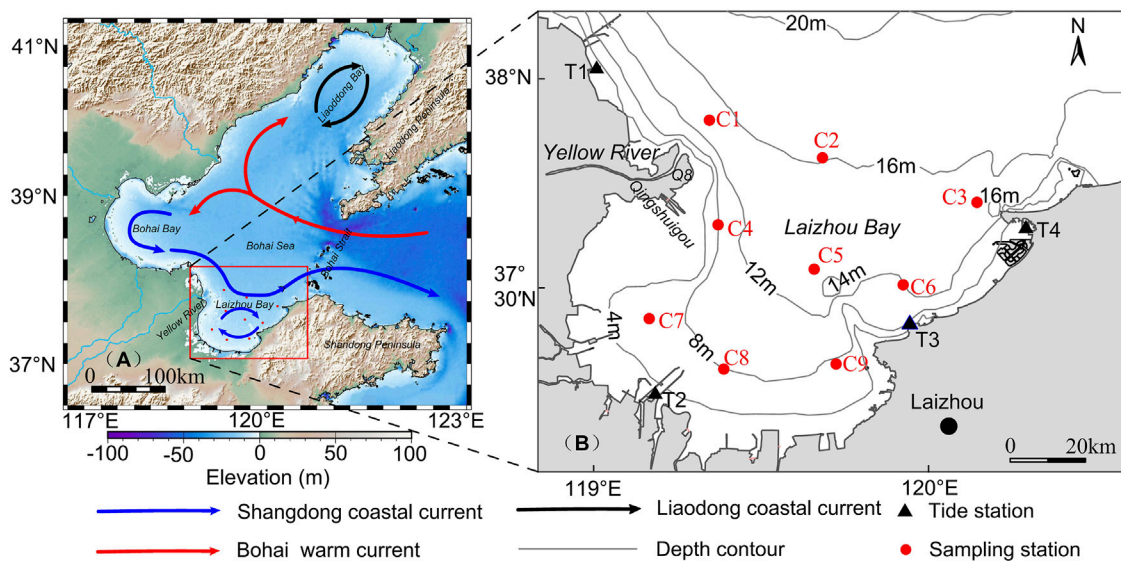 41°N
39°N
37°N
117°E
120°E
123°E
Liaoddong Bay
Liaodong Peninsula
Bohai Bay
Bohai Sea
Bohai Strait
Laizhou Bay
Yellow River
Shandong Peninsula
（A）
0 100km
-100 -50 0 50 100
Elevation (m)
20m
N
T1
38°N
C1
C2
16m
Yellow River
Q8
Qingshuigou
C3
16m
C4
Laizhou Bay
T4
C5
14m
C6
12m
37°
30'N
C7
4m
8m
T3
C8
C9
T2
Laizhou
（B）
0 20km
119°E
120°E
Shangdong coastal current
Liaodong coastal current
Tide station
Bohai warm current
Depth contour
Sampling station